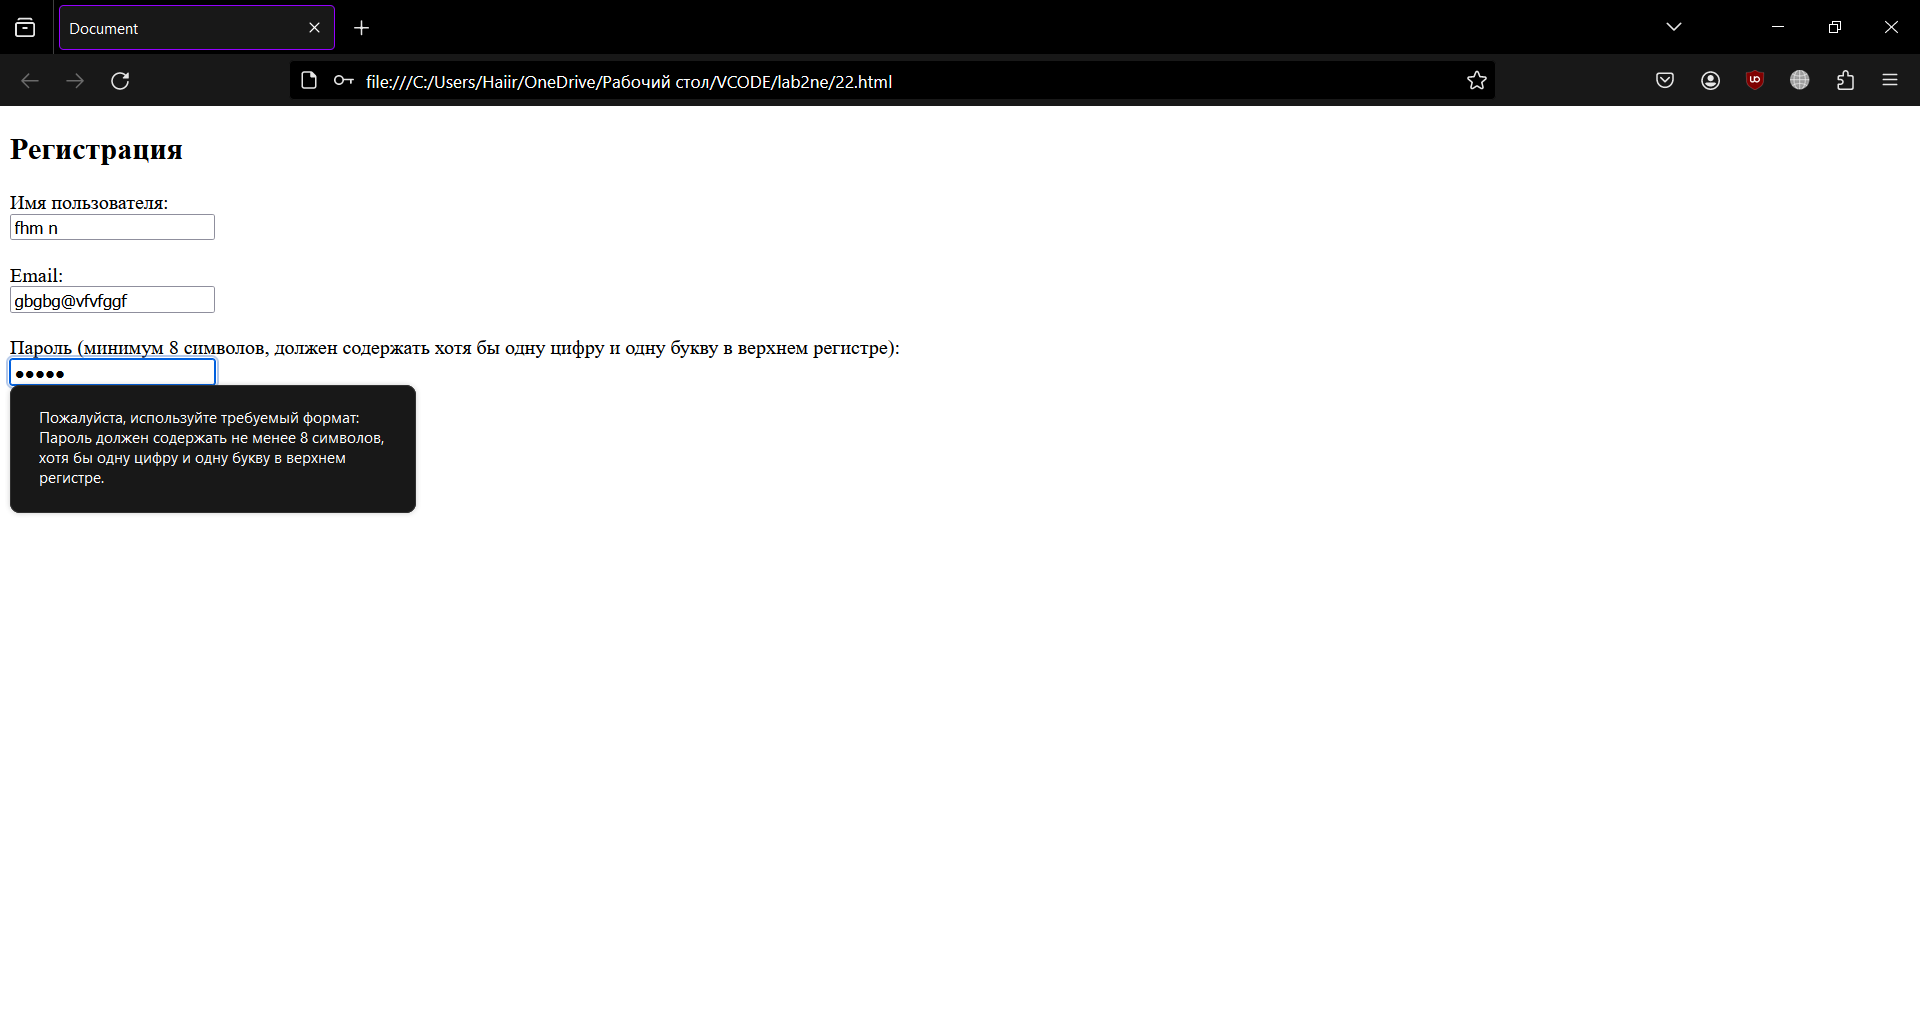 Document
file:///C:/Users/Haiir/OneDrive/Рабочий стол/VCODE/lab2ne/22.html
Регистрация
Имя пользователя:
fhm n
Email:
gbgbg@vfvfggf
Пароль (минимум 8 символов, должен содержать хотя бы одну цифру и одну букву в верхнем регистре):
●●●●●
Пожалуйста, используйте требуемый формат:
Пароль должен содержать не менее 8 символов,
хотя бы одну цифру и одну букву в верхнем
регистре.